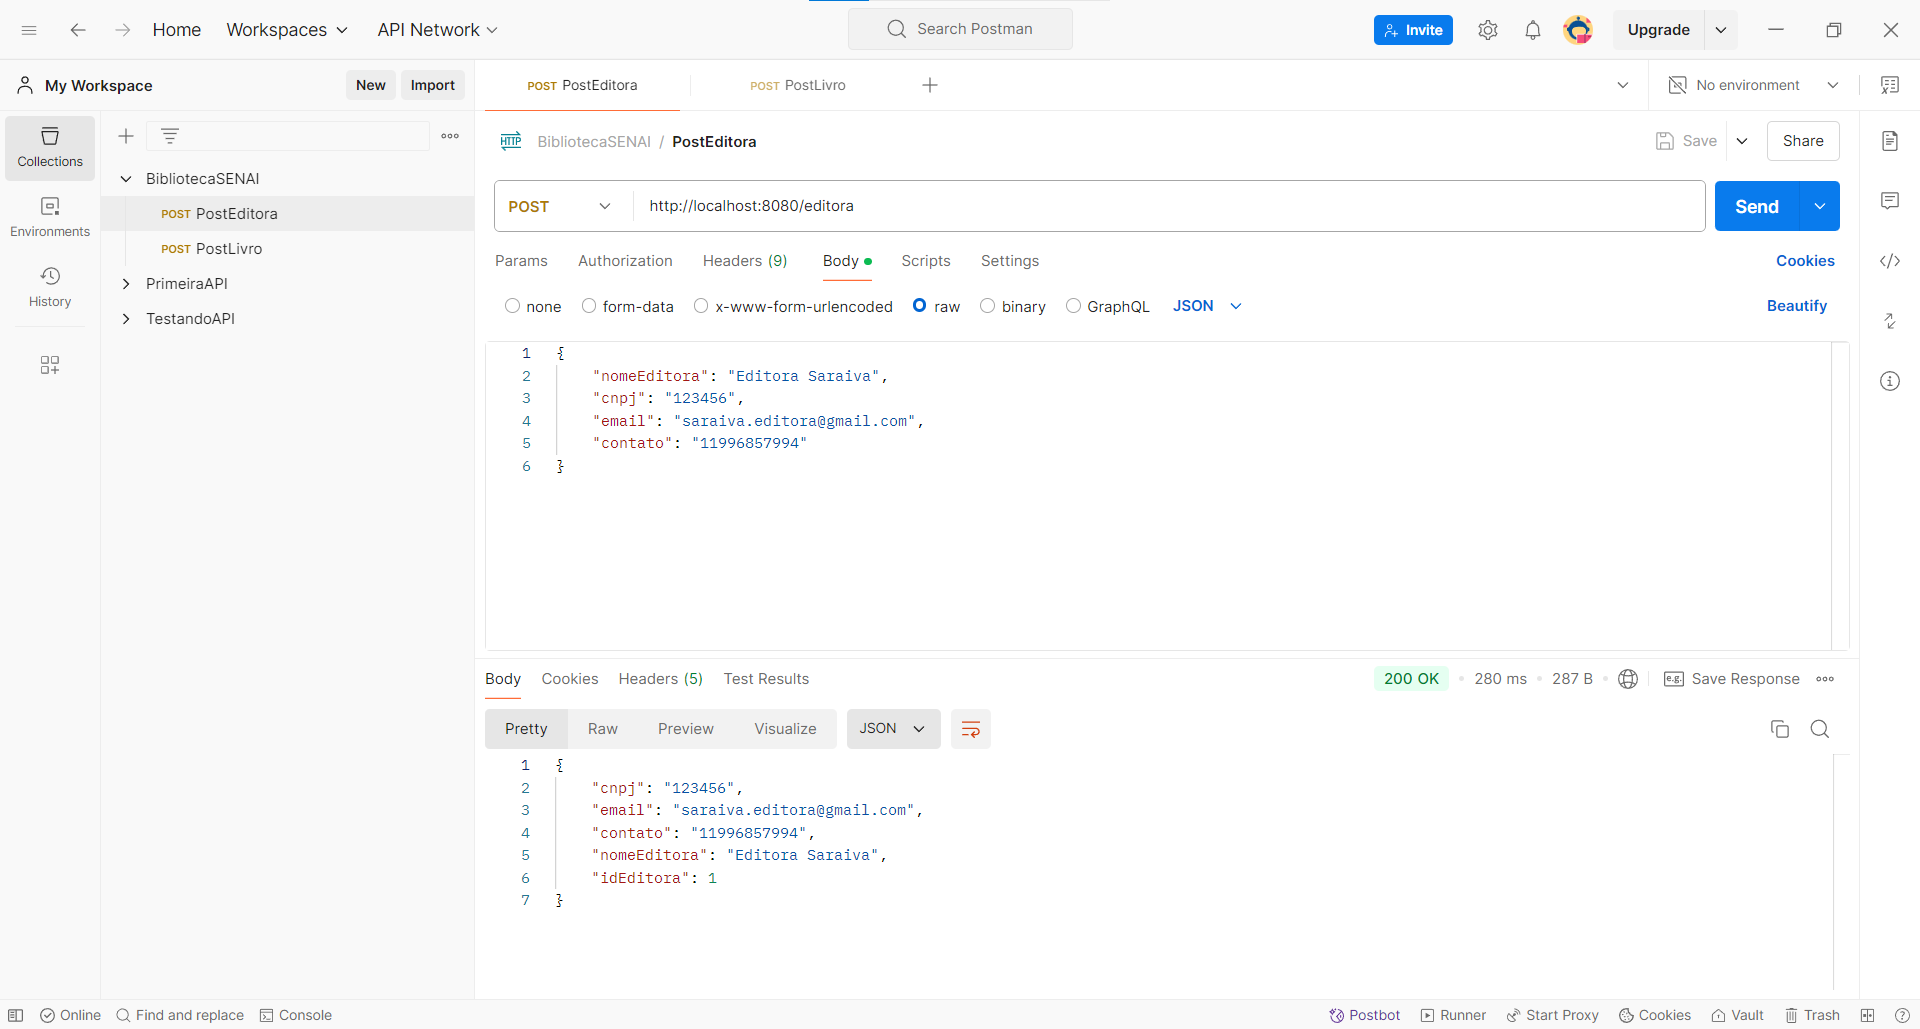 Home Workspaces API Network Search Postman Invite Upgrade
My Workspace New Import POST PostEditora POST PostLivro No environment
Collections
Environments
History
BibliotecaSENAI
POST PostEditora
POST PostLivro
PrimeiraAPI
TestandoAPI
HTTP BibliotecaSENAI / PostEditora Save Share
POST http://localhost:8080/editora Send
Params Authorization Headers (9) Body Scripts Settings Cookies
none form-data x-www-form-urlencoded raw binary GraphQL JSON Beautify
1 {
2 "nomeEditora": "Editora Saraiva",
3 "cnpj": "123456",
4 "email": "saraiva.editora@gmail.com",
5 "contato": "11996857994"
6 }
Body Cookies Headers (5) Test Results 200 OK 280 ms 287 B e.g. Save Response
Pretty Raw Preview Visualize JSON
1 {
2 "cnpj": "123456",
3 "email": "saraiva.editora@gmail.com",
4 "contato": "11996857994",
5 "nomeEditora": "Editora Saraiva",
6 "idEditora": 1
7 }
Online Find and replace Console Postbot Runner Start Proxy Cookies Vault Trash